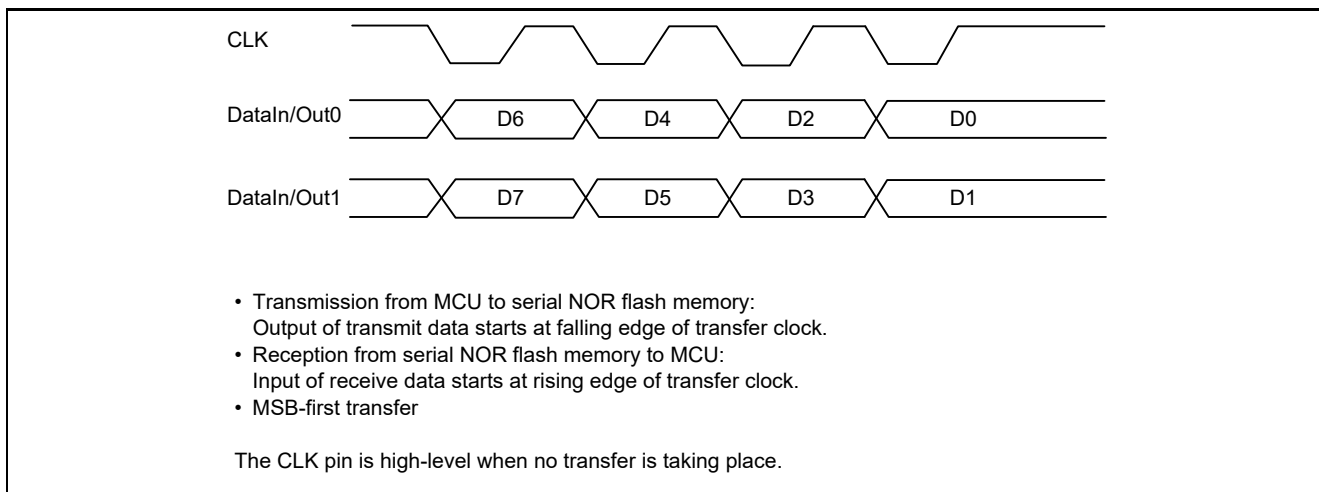 CLK
DataIn/Out0 D6 D4 D2 D0
DataIn/Out1 D7 D5 D3 D1
• Transmission from MCU to serial NOR flash memory:
Output of transmit data starts at falling edge of transfer clock.
• Reception from serial NOR flash memory to MCU:
Input of receive data starts at rising edge of transfer clock.
• MSB-first transfer
The CLK pin is high-level when no transfer is taking place.